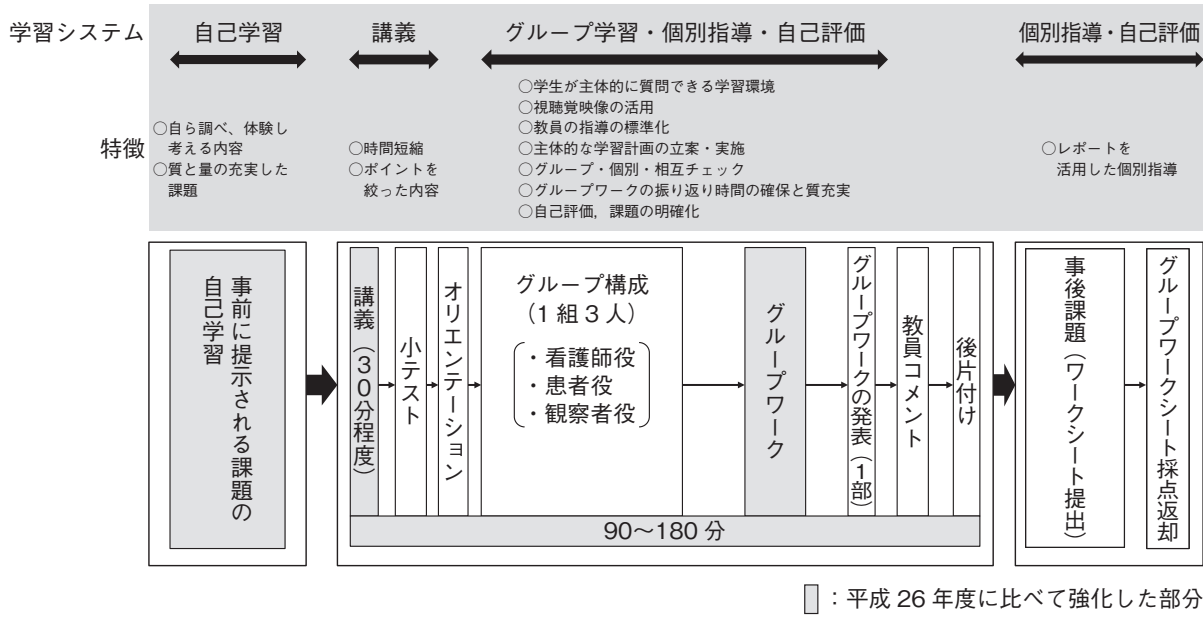 学習システム
自己学習
講義
グループ学習・個別指導・自己評価
個別指導・自己評価
特徴
○自ら調べ、体験し
考える内容
○質と量の充実した
課題
○時間短縮
○ポイントを
絞った内容
○学生が主体的に質問できる学習環境
○視聴覚映像の活用
○教員の指導の標準化
○主体的な学習計画の立案・実施
○グループ・個別・相互チェック
○グループワークの振り返り時間の確保と質充実
○自己評価，課題の明確化
○レポートを
活用した個別指導
事前に提示される課題の
自己学習
講義（30分程度）
小テスト
オリエンテーション
グループ構成
（1組3人）
・看護師役
・患者役
・観察者役
グループワーク
グループワークの発表（1部）
教員コメント
後片付け
90〜180分
事後課題（ワークシート提出）
グループワークシート採点返却
：平成26年度に比べて強化した部分